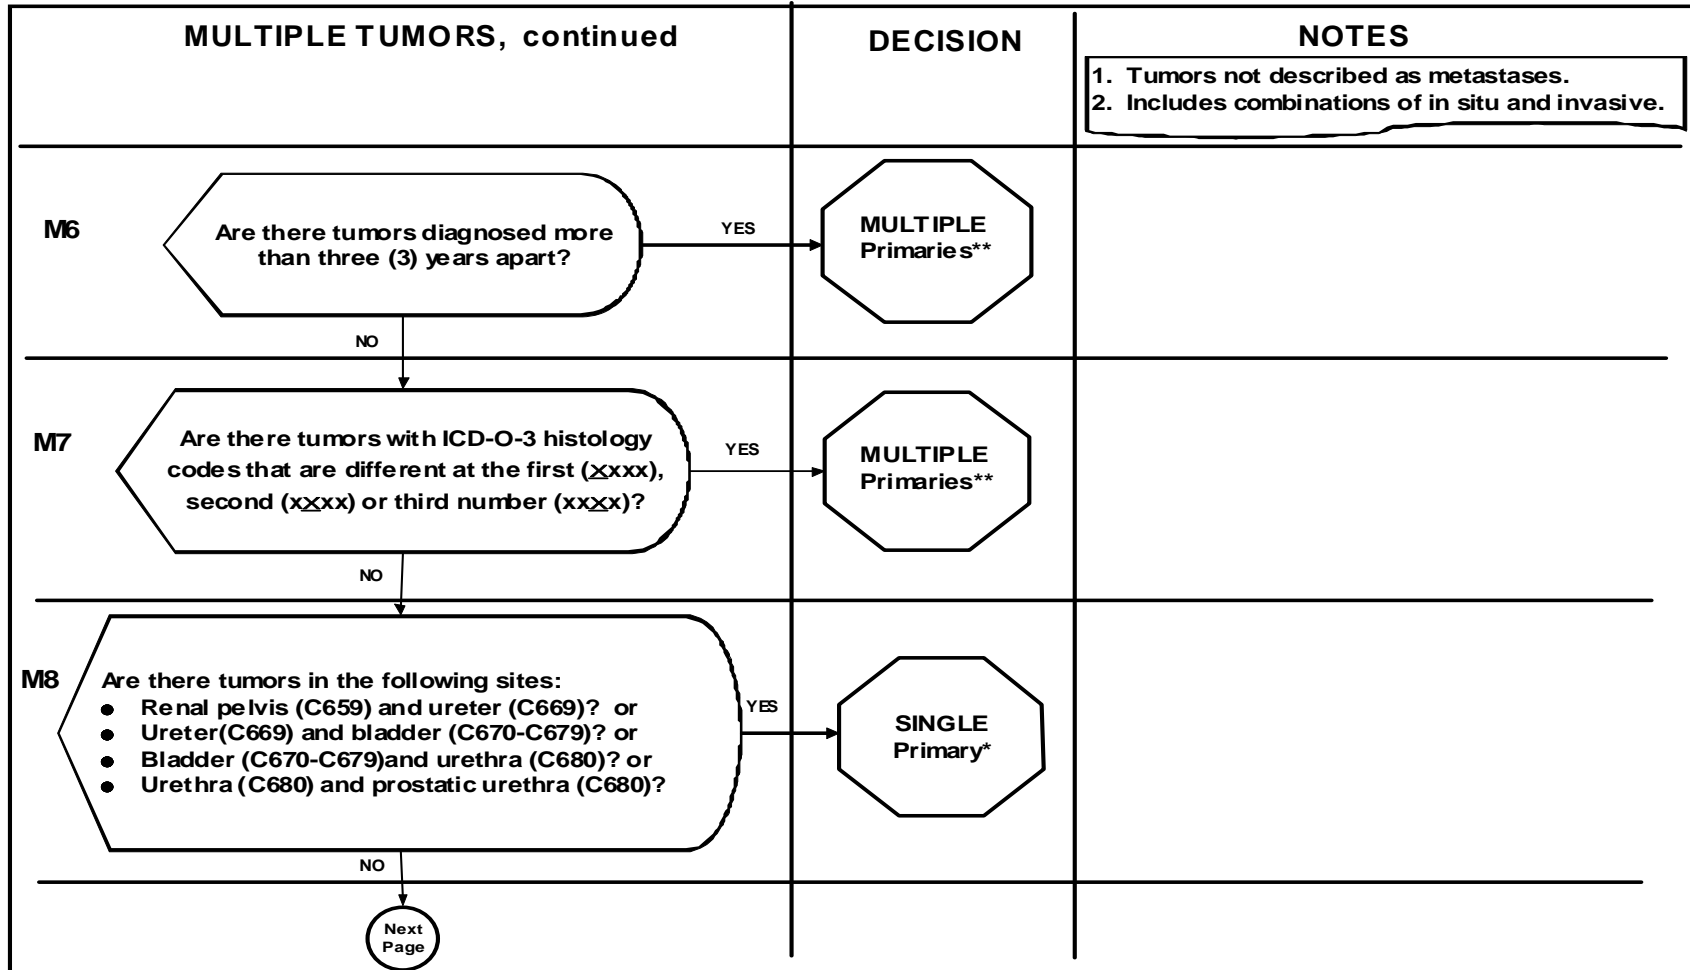 MULTIPLE TUMORS, continued
DECISION
NOTES
1. Tumors not described as metastases.
2. Includes combinations of in situ and invasive.
M6
Are there tumors diagnosed more
than three (3) years apart?
YES
MULTIPLE
Primaries**
NO
M7
Are there tumors with ICD-O-3 histology
codes that are different at the first (xxxx),
second (xxxx) or third number (xxxx)?
YES
MULTIPLE
Primaries**
NO
M8
Are there tumors in the following sites:
● Renal pelvis (C659) and ureter (C669)? or
● Ureter(C669) and bladder (C670-C679)? or
● Bladder (C670-C679)and urethra (C680)? or
● Urethra (C680) and prostatic urethra (C680)?
YES
SINGLE
Primary*
NO
Next
Page